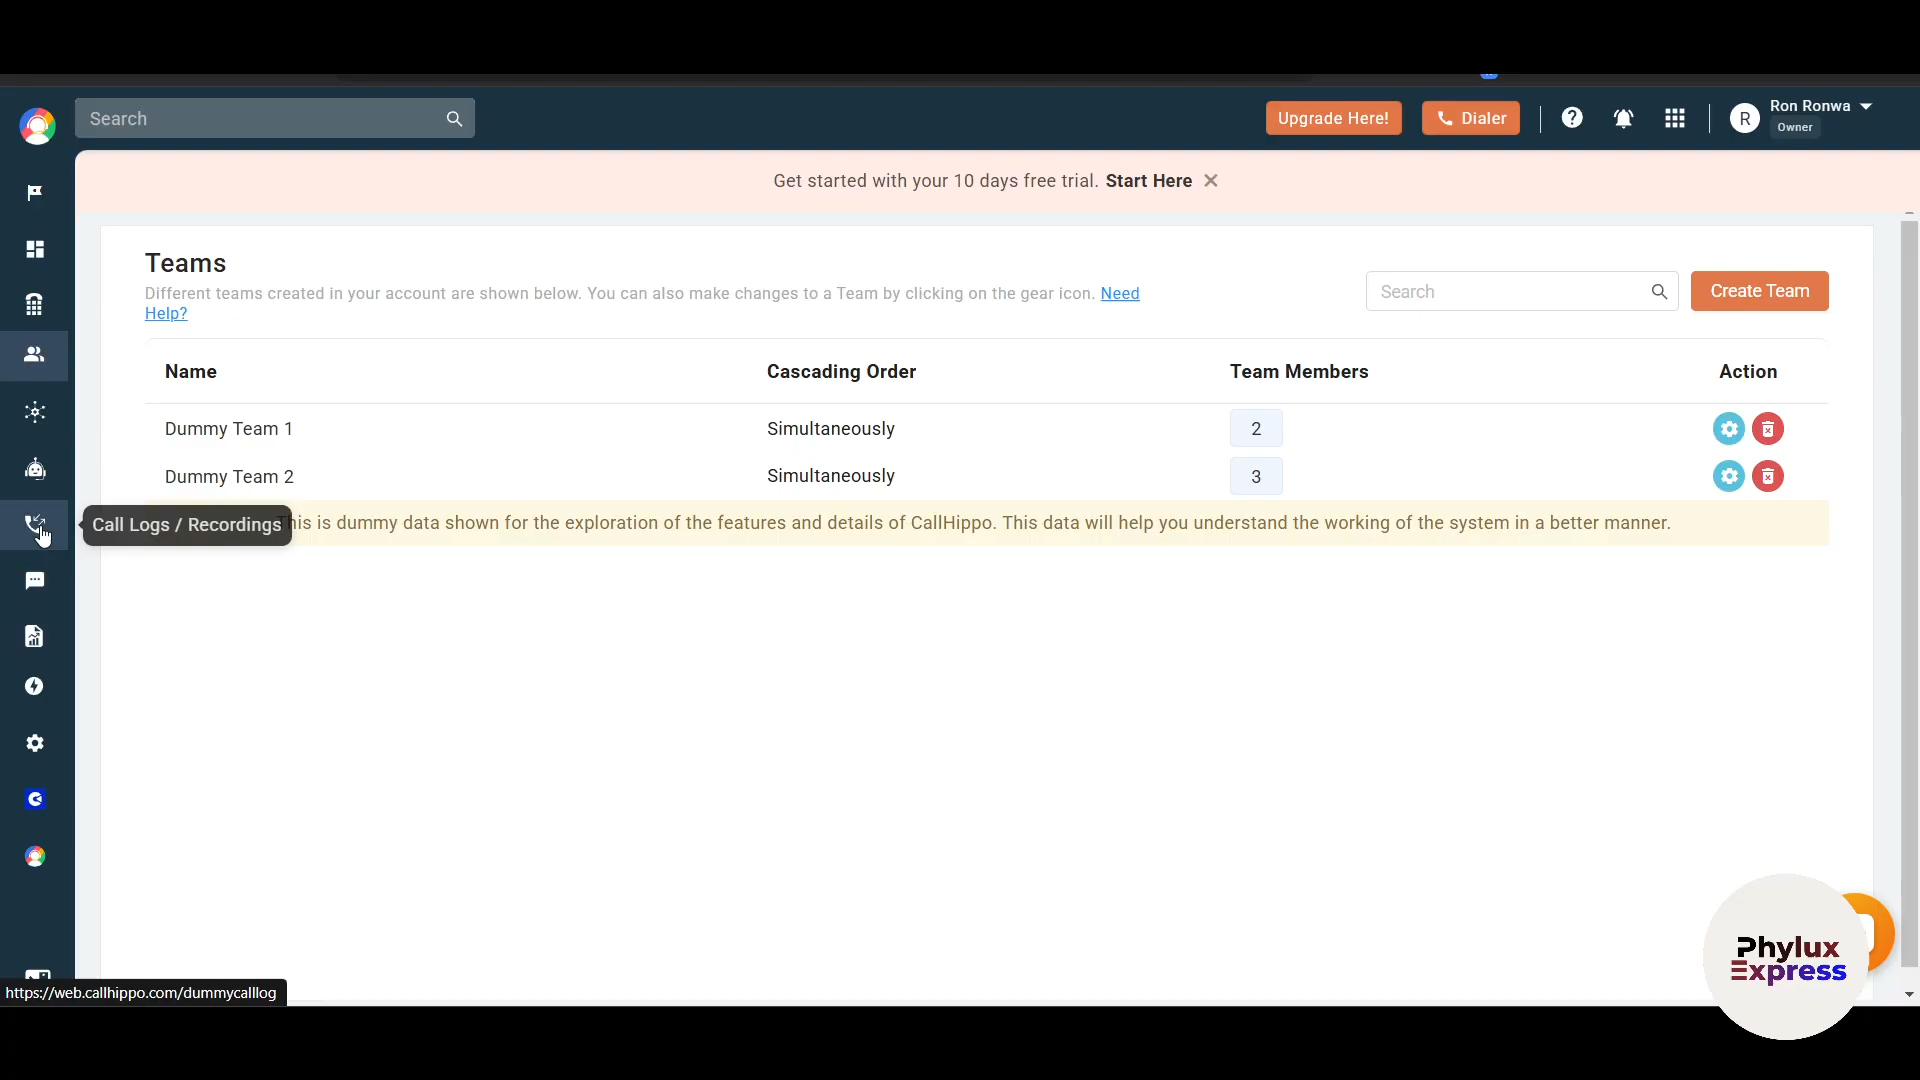 Search
Upgrade Here!
Dialer
R
Ron Ronwa
Owner
Get started with your 10 days free trial. Start Here
Teams
Different teams created in your account are shown below. You can also make changes to a Team by clicking on the gear icon. Need
Help?
Search
Create Team
Name Cascading Order Team Members Action
Dummy Team 1 Simultaneously 2
Dummy Team 2 Simultaneously 3
Call Logs / Recordings
This is dummy data shown for the exploration of the features and details of CallHippo. This data will help you understand the working of the system in a better manner.
Phylux
Express
https://web.callhippo.com/dummycalllog